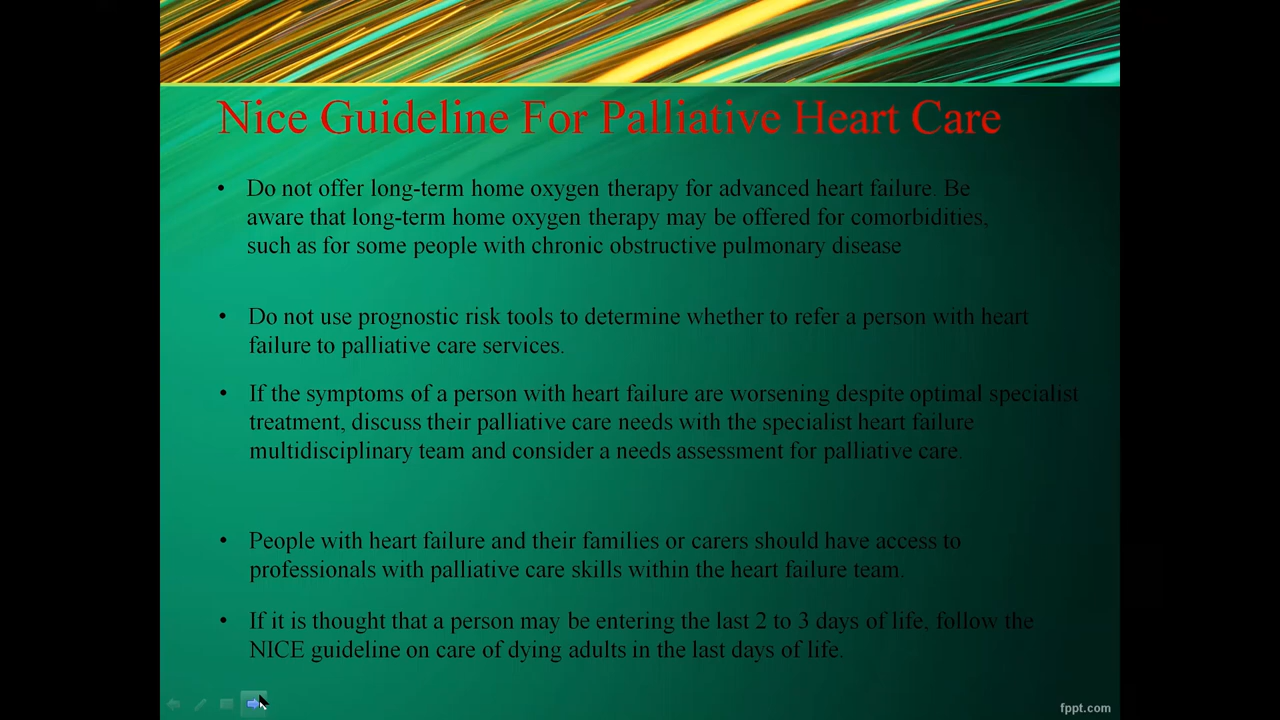 Nice Guideline For Palliative Heart Care
• Do not offer long-term home oxygen therapy for advanced heart failure. Be
aware that long-term home oxygen therapy may be offered for comorbidities,
such as for some people with chronic obstructive pulmonary disease
• Do not use prognostic risk tools to determine whether to refer a person with heart
failure to palliative care services.
• If the symptoms of a person with heart failure are worsening despite optimal specialist
treatment, discuss their palliative care needs with the specialist heart failure
multidisciplinary team and consider a needs assessment for palliative care.
• People with heart failure and their families or carers should have access to
professionals with palliative care skills within the heart failure team.
• If it is thought that a person may be entering the last 2 to 3 days of life, follow the
NICE guideline on care of dying adults in the last days of life.
fppt.com